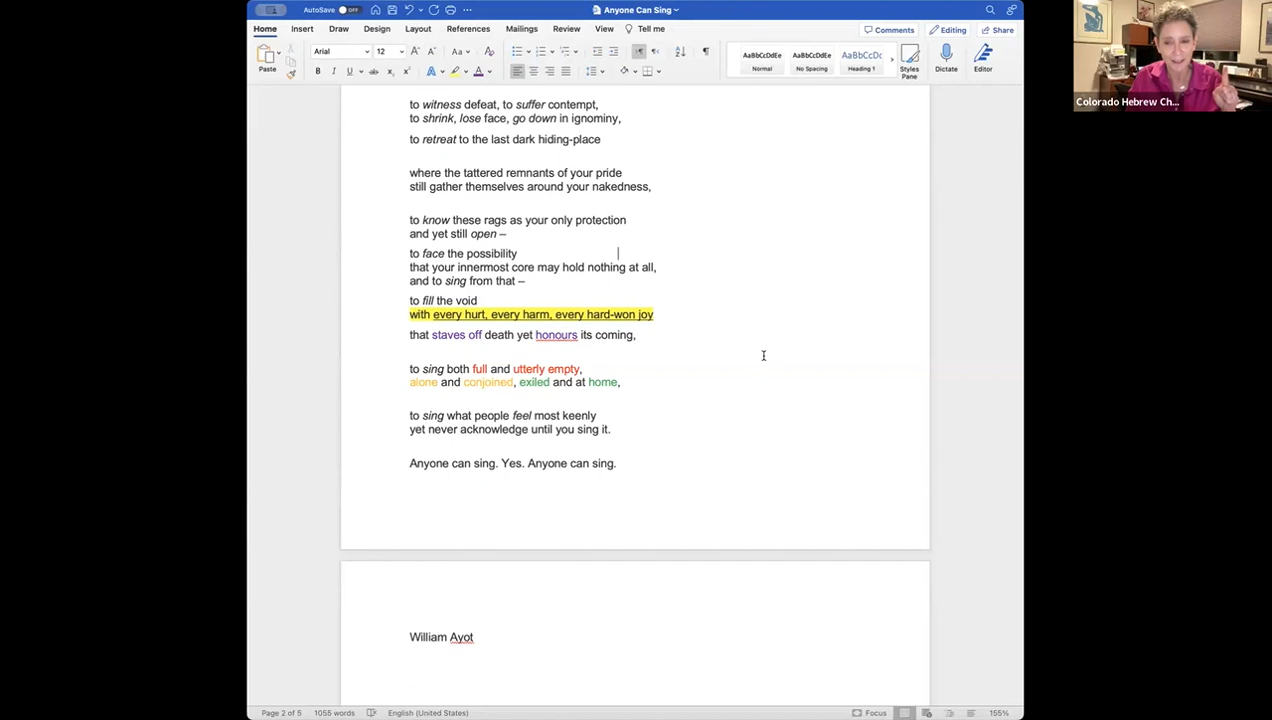 AutoSave OFF
Anyone Can Sing
Home Insert Draw Design Layout References Mailings Review View Tell me
Comments Editing Share
Paste
Arial 12
AaBbCcDdEe AaBbCcDdEe AaBbCcDc
Normal No Spacing Heading 1
Styles Pane
Dictate
Editor
Colorado Hebrew Ch...
to witness defeat, to suffer contempt,
to shrink, lose face, go down in ignominy,
to retreat to the last dark hiding-place
where the tattered remnants of your pride
still gather themselves around your nakedness,
to know these rags as your only protection
and yet still open –
to face the possibility
that your innermost core may hold nothing at all,
and to sing from that –
to fill the void
with every hurt, every harm, every hard-won joy
that staves off death yet honours its coming,
to sing both full and utterly empty,
alone and conjoined, exiled and at home,
to sing what people feel most keenly
yet never acknowledge until you sing it.
Anyone can sing. Yes. Anyone can sing.
William Ayot
Page 2 of 5 1055 words English (United States) Focus 155%